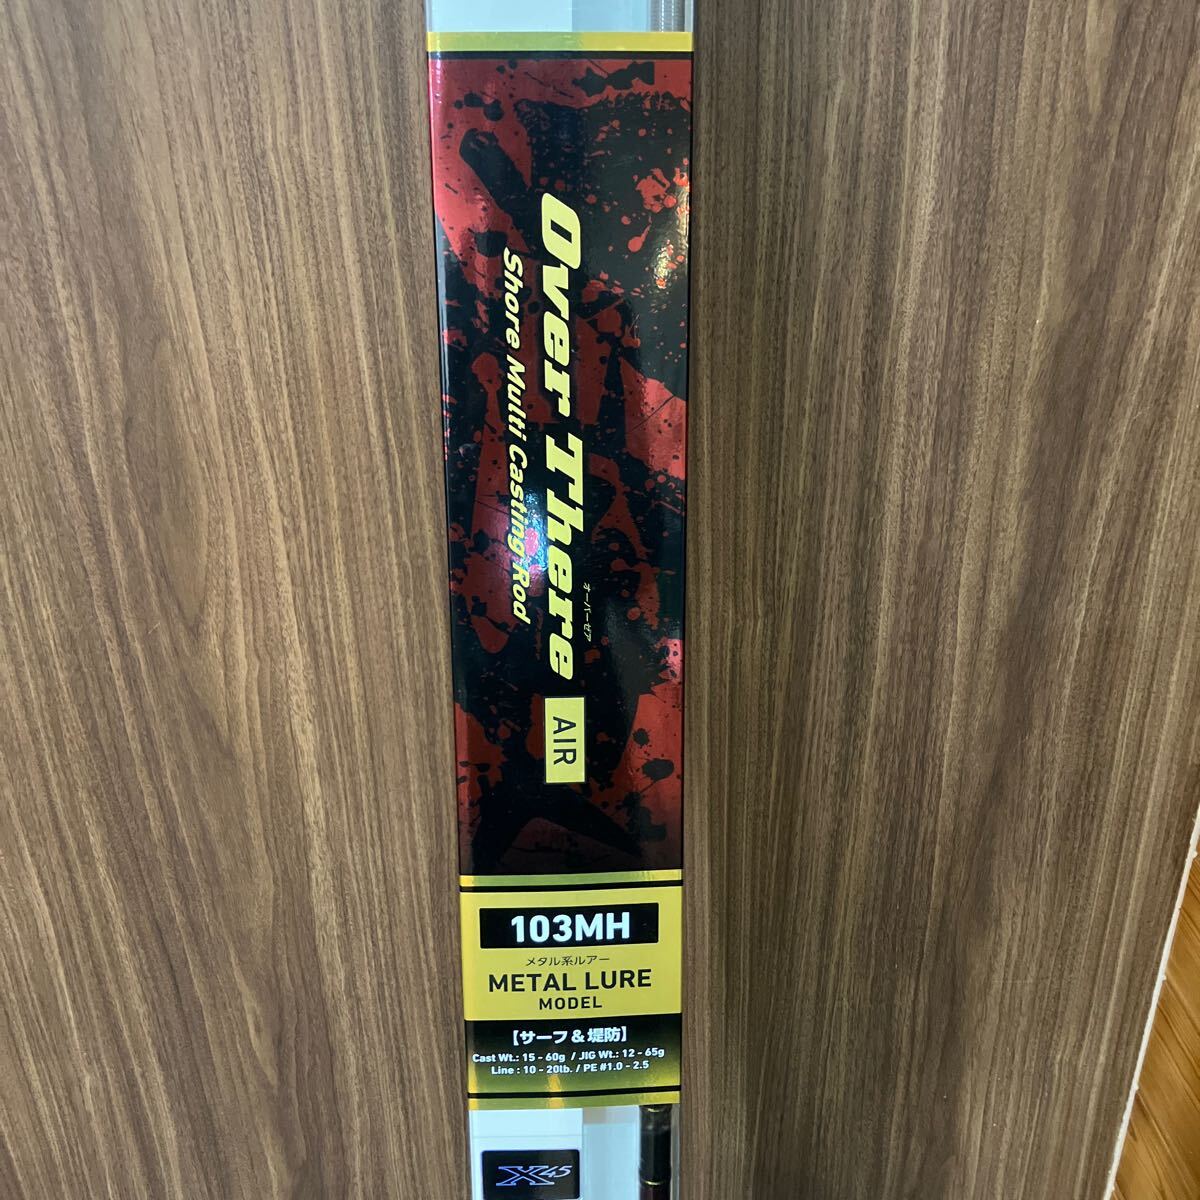 Over There
オーバーゼア
AIR
Shore Multi Casting Rod
103MH
メタル系ルアー
METAL LURE
MODEL
【サーフ&堤防】
Cast Wt.: 15 - 60g / JIG Wt.: 12 - 65g
Line : 10 - 20lb. / PE #1.0 - 2.5
X45